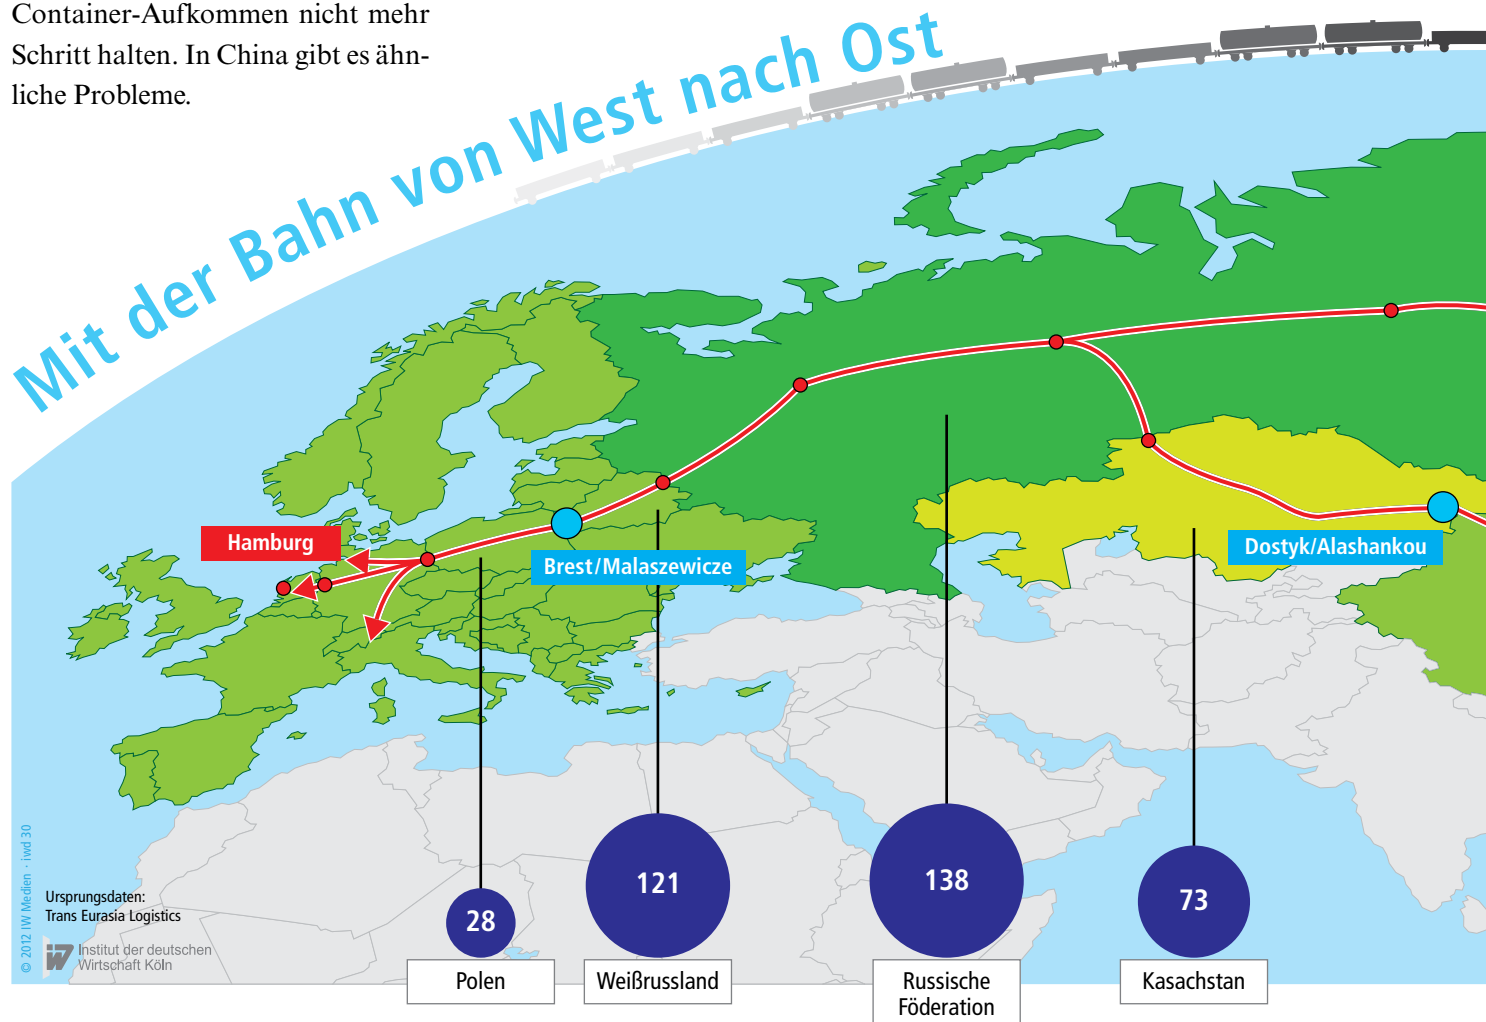 Container-Aufkommen nicht mehr
Schritt halten. In China gibt es ähn-
liche Probleme.
Mit der Bahn von West nach Ost
Hamburg
Brest/Malaszewicze
Dostyk/Alashankou
28
121
138
73
Polen
Weißrussland
Russische
Föderation
Kasachstan
Ursprungsdaten:
Trans Eurasia Logistics
iw
Institut der deutschen
Wirtschaft Köln
© 2012 IW Medien · iwd 30